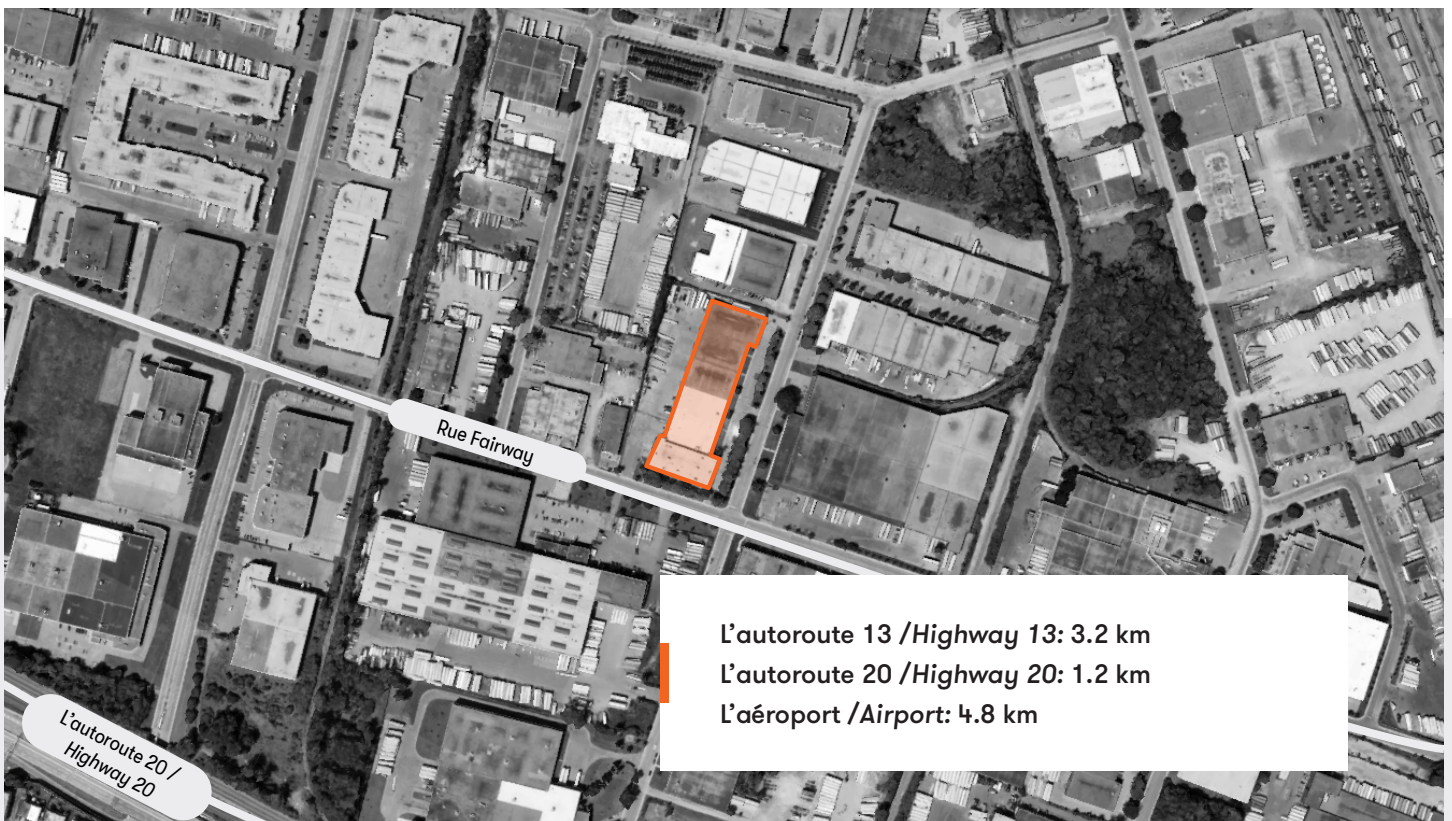 Rue Fairway
L'autoroute 13 /Highway 13: 3.2 km
L'autoroute 20 /Highway 20: 1.2 km
L'aéroport /Airport: 4.8 km
L'autoroute 20 /
Highway 20